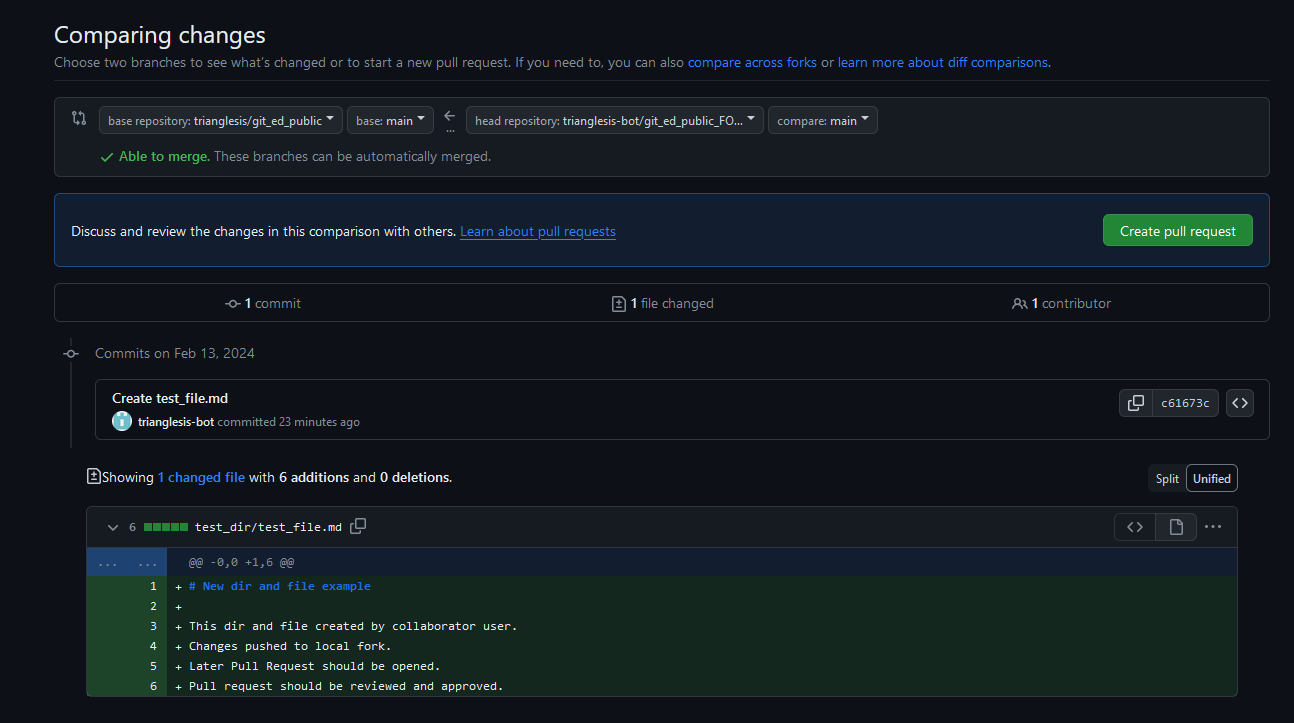 Comparing changes
Choose two branches to see what's changed or to start a new pull request. If you need to, you can also compare across forks or learn more about diff comparisons.
base repository: trianglesis/git_ed_public base: main ... head repository: trianglesis-bot/git_ed_public_FO... compare: main
Able to merge. These branches can be automatically merged.
Discuss and review the changes in this comparison with others. Learn about pull requests
Create pull request
1 commit 1 file changed 1 contributor
Commits on Feb 13, 2024
Create test_file.md
trianglesis-bot committed 23 minutes ago
c61673c
Showing 1 changed file with 6 additions and 0 deletions.
Split Unified
6 test_dir/test_file.md
... ... @@ -0,0 +1,6 @@
1 + # New dir and file example
2 +
3 + This dir and file created by collaborator user.
4 + Changes pushed to local fork.
5 + Later Pull Request should be opened.
6 + Pull request should be reviewed and approved.